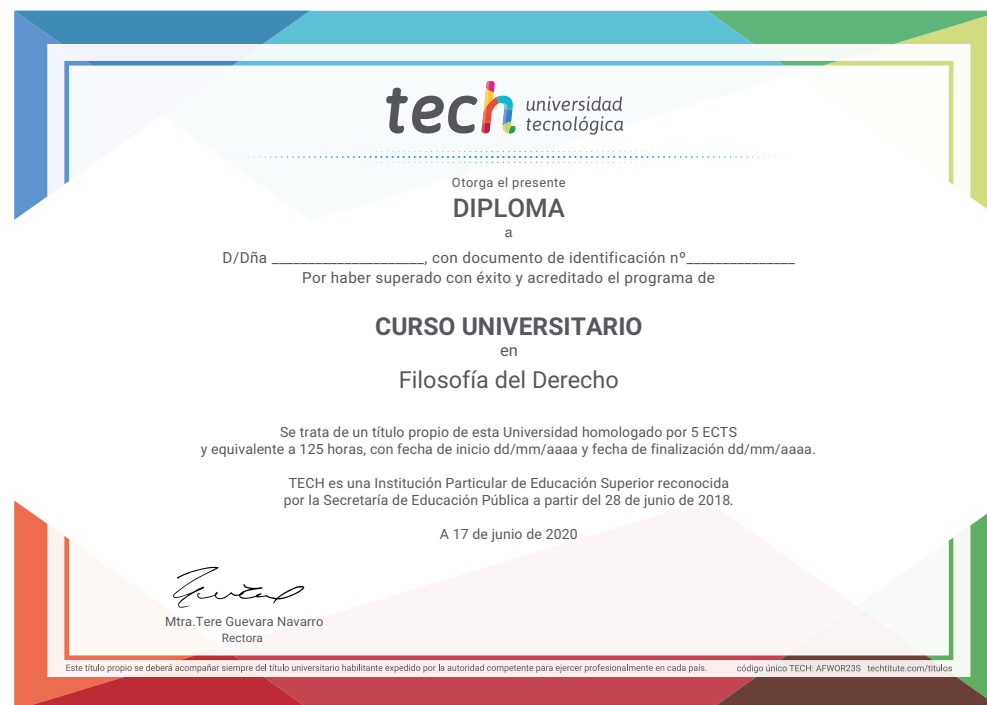 tech universidad
tecnológica
Otorga el presente
DIPLOMA
a
D/Dña _____________________, con documento de identificación nº_______________
Por haber superado con éxito y acreditado el programa de
CURSO UNIVERSITARIO
en
Filosofía del Derecho
Se trata de un título propio de esta Universidad homologado por 5 ECTS
y equivalente a 125 horas, con fecha de inicio dd/mm/aaaa y fecha de finalización dd/mm/aaaa.
TECH es una Institución Particular de Educación Superior reconocida
por la Secretaría de Educación Pública a partir del 28 de junio de 2018.
A 17 de junio de 2020
Mtra.Tere Guevara Navarro
Rectora
Este título propio se deberá acompañar siempre del título universitario habilitante expedido por la autoridad competente para ejercer profesionalmente en cada país. código único TECH: AFWOR23S techtitute.com/titulos